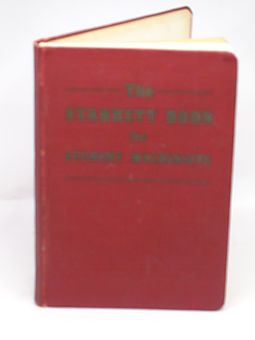 The
STARRETT BOOK
for
STUDENT MACHINISTS